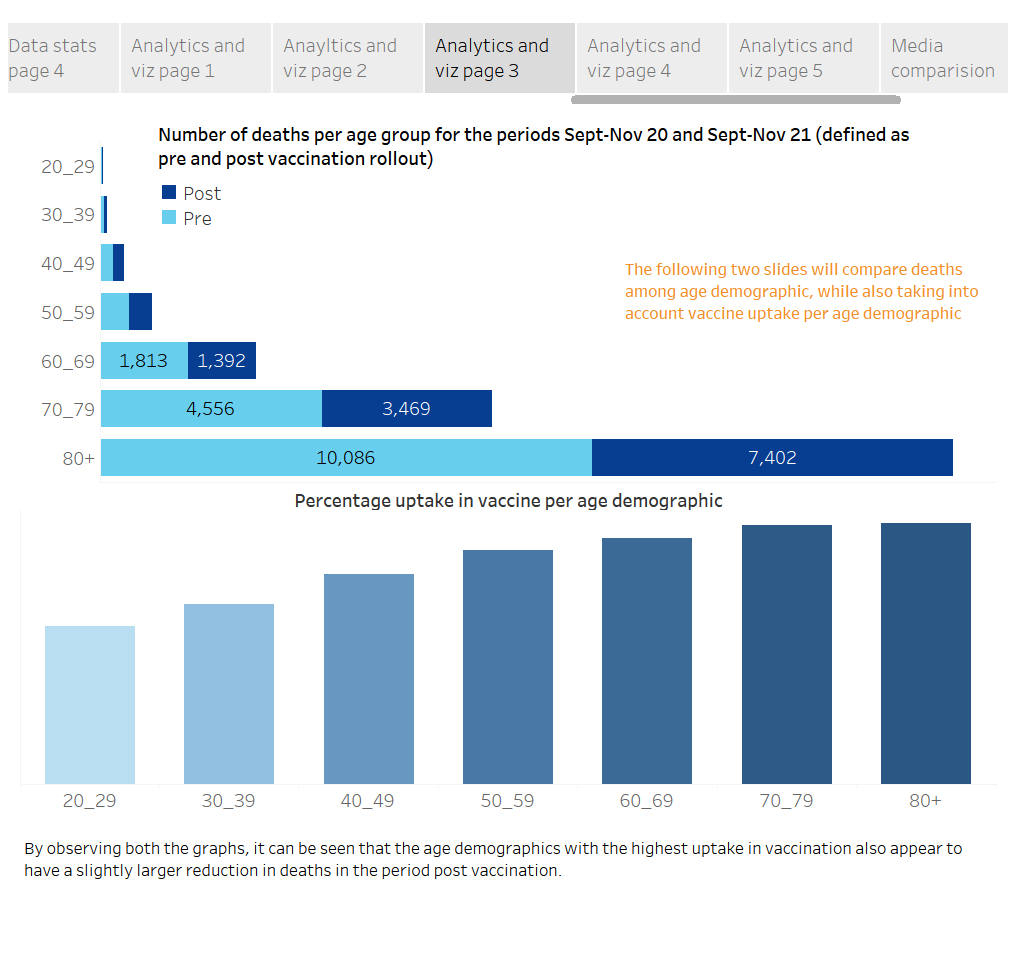 Data stats
page 4
Analytics and
viz page 1
Anayltics and
viz page 2
Analytics and
viz page 3
Analytics and
viz page 4
Analytics and
viz page 5
Media
comparision
Number of deaths per age group for the periods Sept-Nov 20 and Sept-Nov 21 (defined as
pre and post vaccination rollout)
Post
Pre
20_29
30_39
40_49
The following two slides will compare deaths
among age demographic, while also taking into
account vaccine uptake per age demographic
50_59
60_69 1,813 1,392
70_79 4,556 3,469
80+ 10,086 7,402
Percentage uptake in vaccine per age demographic
20_29 30_39 40_49 50_59 60_69 70_79 80+
By observing both the graphs, it can be seen that the age demographics with the highest uptake in vaccination also appear to
have a slightly larger reduction in deaths in the period post vaccination.